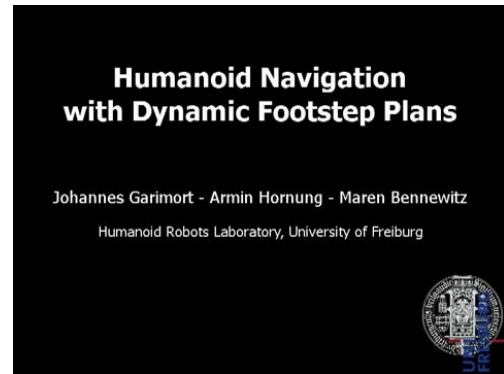 Humanoid Navigation
with Dynamic Footstep Plans
Johannes Garimort - Armin Hornung - Maren Bennewitz
Humanoid Robots Laboratory, University of Freiburg